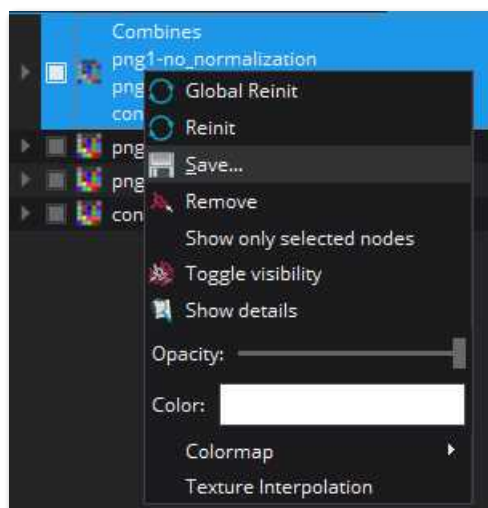 Combines
png1-no_normalization
png
con
png
png
con
Global Reinit
Reinit
Save...
Remove
Show only selected nodes
Toggle visibility
Show details
Opacity:
Color:
Colormap
Texture Interpolation